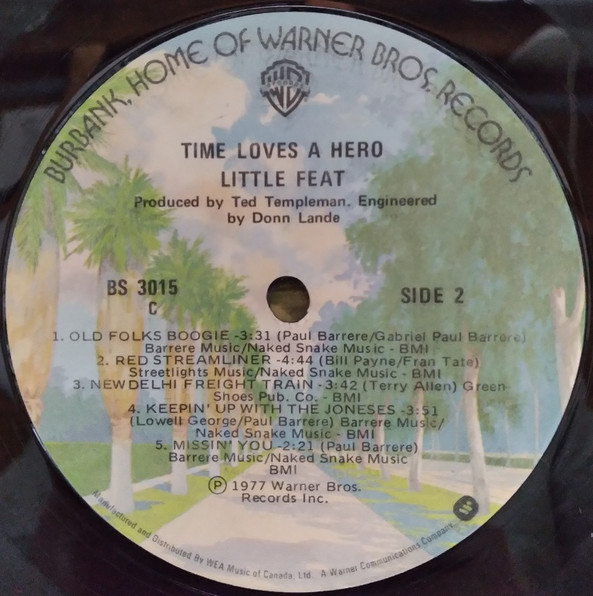 BURBANK, HOME OF WARNER BROS. RECORDS
WB
RECORDS
TIME LOVES A HERO
LITTLE FEAT
Produced by Ted Templeman. Engineered
by Donn Lande
BS 3015
C
SIDE 2
1. OLD FOLKS BOOGIE -3:31 (Paul Barrere/Gabriel Paul Barrere)
Barrere Music/Naked Snake Music - BMI
2. RED STREAMLINER -4:44 (Bill Payne/Fran Tate)
Streetlights Music/Naked Snake Music - BMI
3. NEW DELHI FREIGHT TRAIN -3:42 (Terry Allen) Green-
Shoes Pub. Co. - BMI
4. KEEPIN' UP WITH THE JONESES -3:51
(Lowell George/Paul Barrere) Barrere Music/
Naked Snake Music - BMI
5. MISSIN' YOU -2:21 (Paul Barrere)
Barrere Music/Naked Snake Music
BMI
Ⓟ 1977 Warner Bros.
Records Inc.
Manufactured and Distributed By WEA Music of Canada, Ltd. A Warner Communications Company